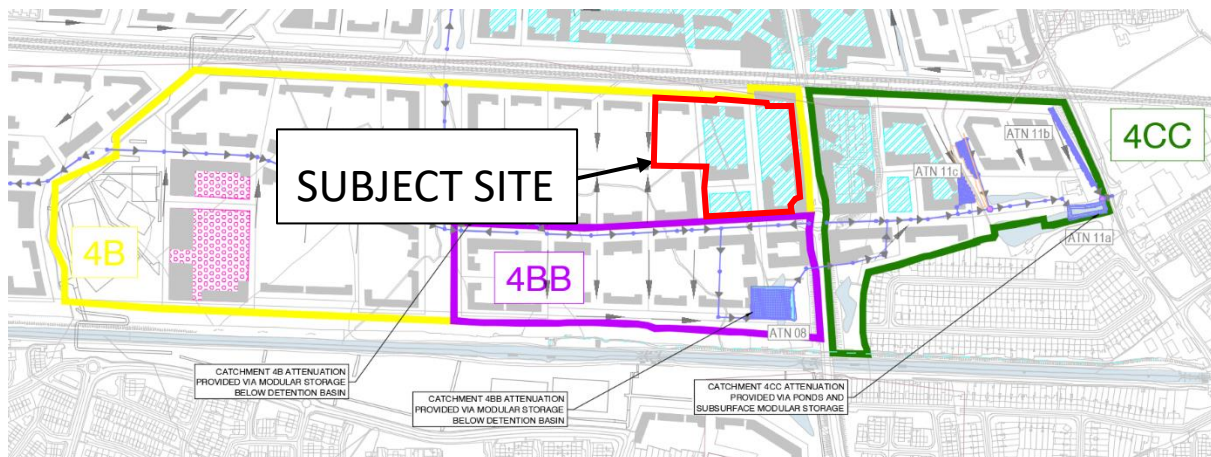 SUBJECT SITE
4B
4BB
4CC
ATN 11b
ATN 11c
ATN 11a
ATN 08
CATCHMENT 4B ATTENUATION
PROVIDED VIA MODULAR STORAGE
BELOW DETENTION BASIN
CATCHMENT 4BB ATTENUATION
PROVIDED VIA MODULAR STORAGE
BELOW DETENTION BASIN
CATCHMENT 4CC ATTENUATION
PROVIDED VIA PONDS AND
SUBSURFACE MODULAR STORAGE